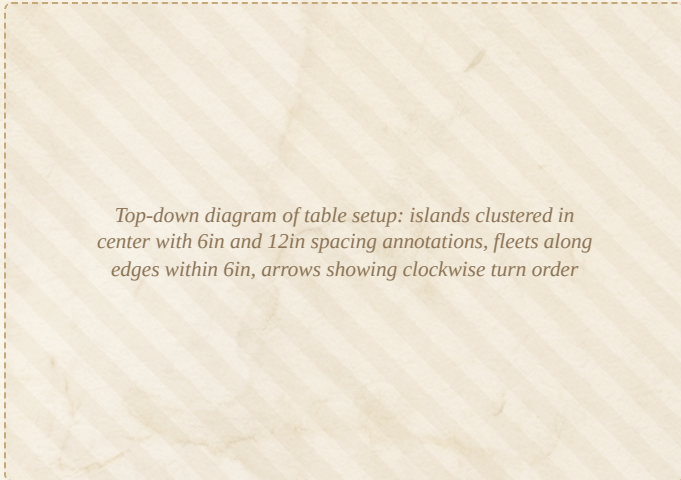 Top-down diagram of table setup: islands clustered in
center with 6in and 12in spacing annotations, fleets along
edges within 6in, arrows showing clockwise turn order